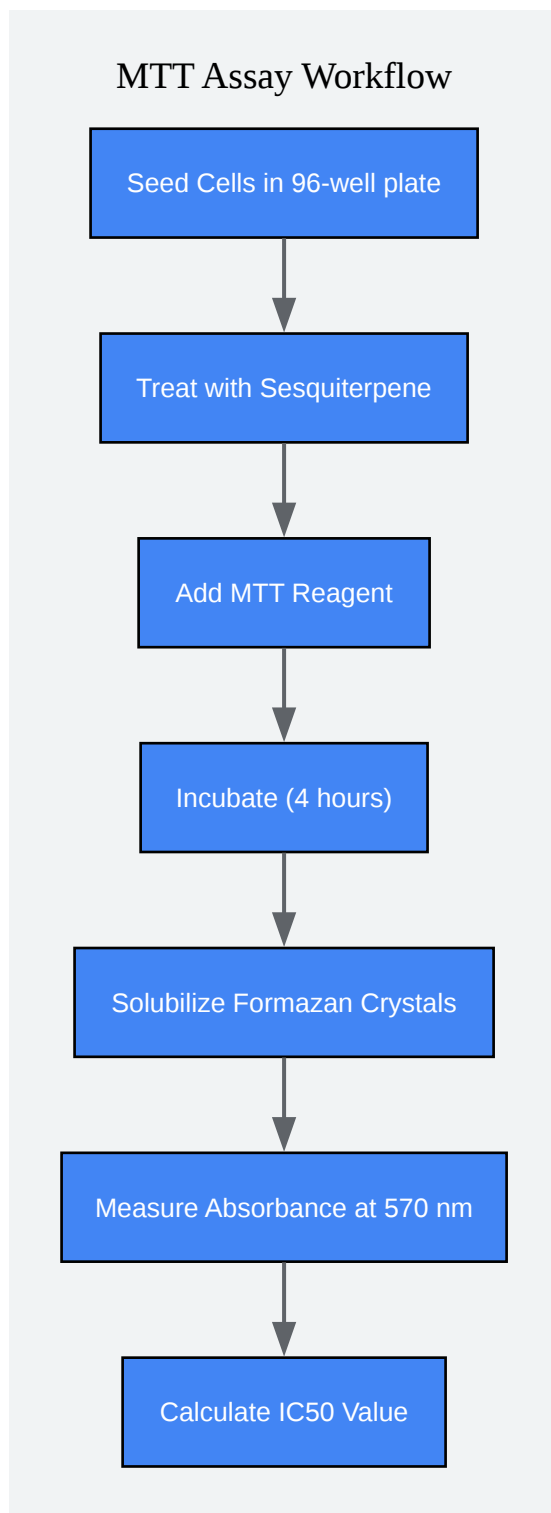 MTT Assay Workflow
Seed Cells in 96-well plate
Treat with Sesquiterpene
Add MTT Reagent
Incubate (4 hours)
Solubilize Formazan Crystals
Measure Absorbance at 570 nm
Calculate IC50 Value